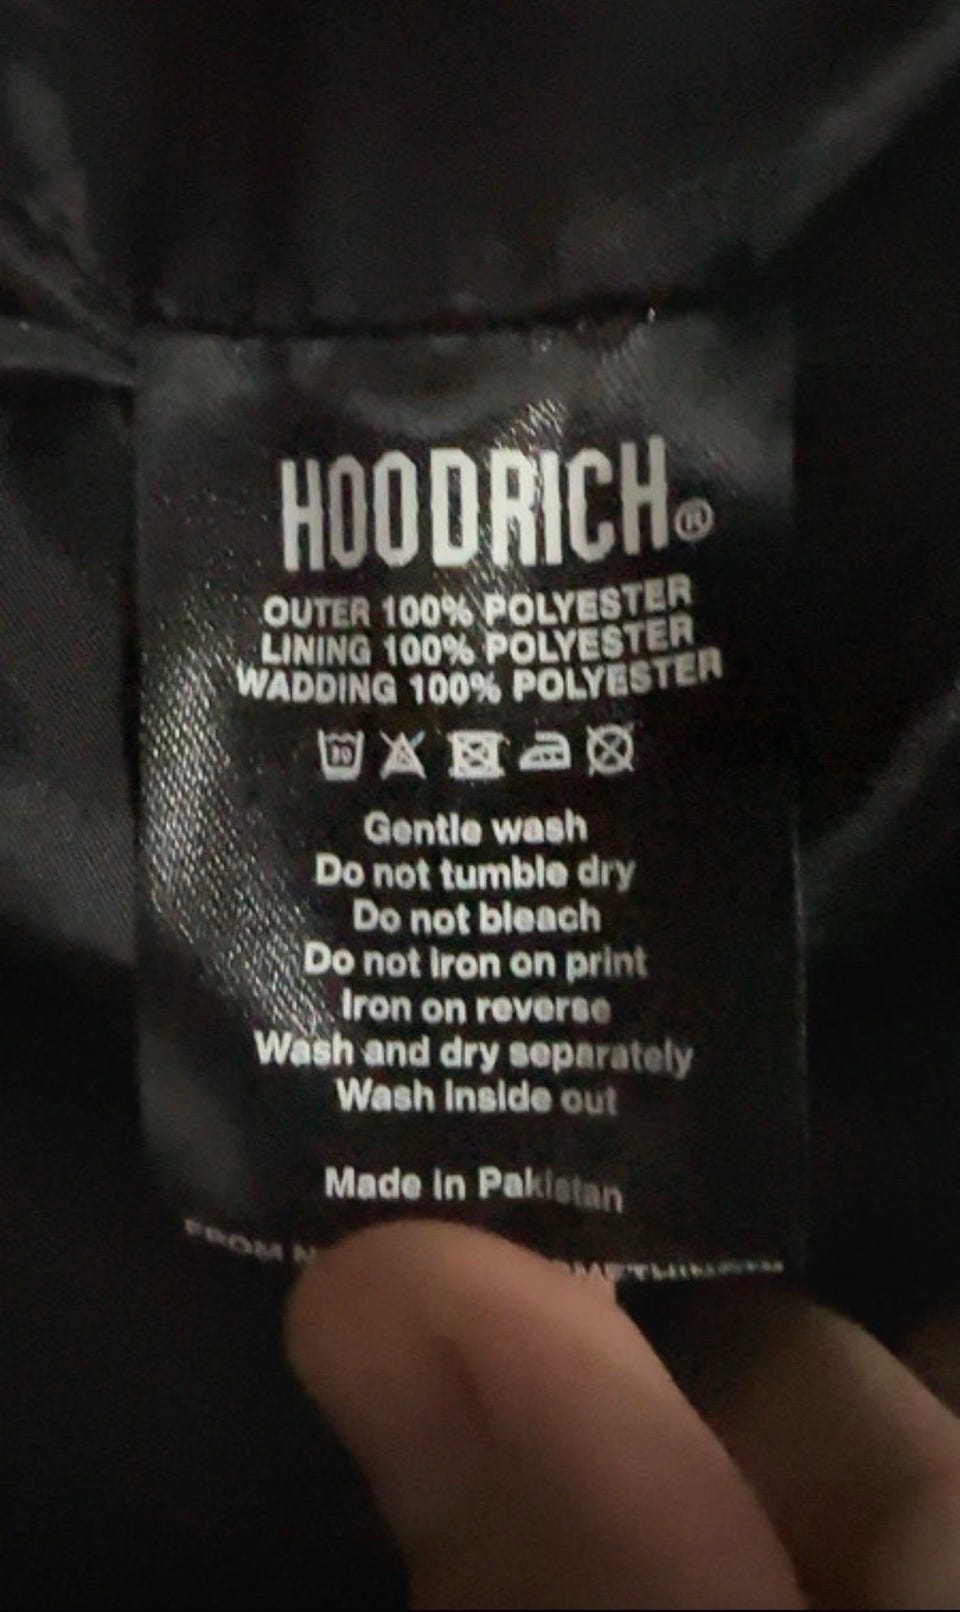 HOODRICH®
OUTER 100% POLYESTER
LINING 100% POLYESTER
WADDING 100% POLYESTER
30
Gentle wash
Do not tumble dry
Do not bleach
Do not iron on print
Iron on reverse
Wash and dry separately
Wash inside out
Made in Pakistan
FROM